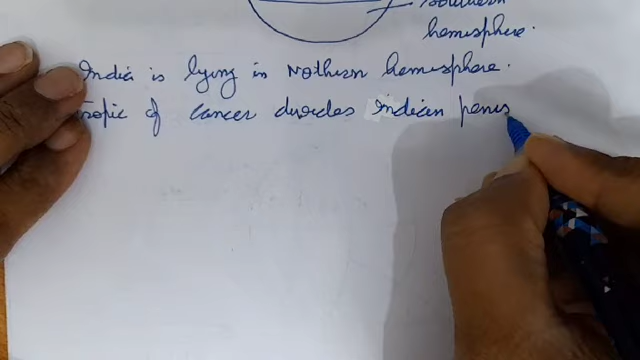 Southern
hemisphere.
India is lying in Nothern hemisphere.
Tropic of cancer divides Indian penis